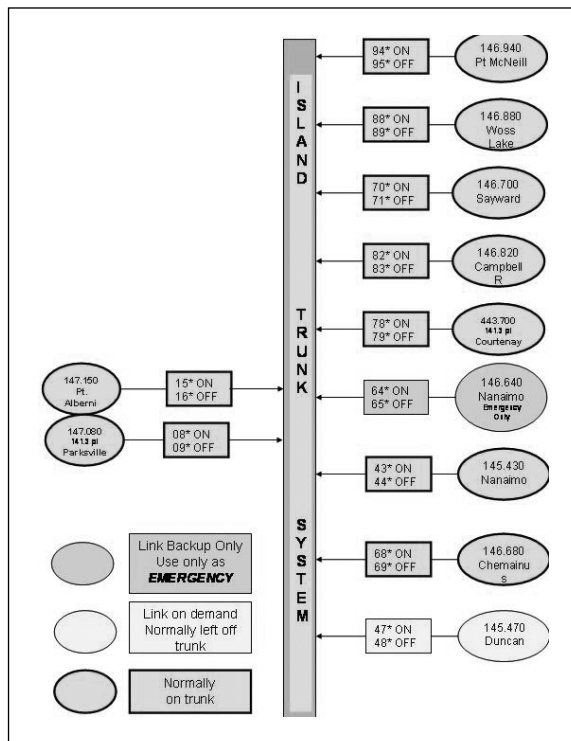 94* ON
95* OFF
146.940
Pt McNeill
88* ON
89* OFF
146.880
Woss
Lake
70* ON
71* OFF
146.700
Sayward
82* ON
83* OFF
146.820
Campbell
R
78* ON
79* OFF
443.700
141.3 pl
Courtenay
64* ON
65* OFF
146.640
Nanaimo
Emergency
Only
43* ON
44* OFF
145.430
Nanaimo
68* ON
69* OFF
146.680
Chemainu
s
47* ON
48* OFF
145.470
Duncan
ISLAND
TRUNK
SYSTEM
147.150
Pt.
Alberni
15* ON
16* OFF
147.080
141.3 pl
Parksville
08* ON
09* OFF
Link Backup Only
Use only as
EMERGENCY
Link on demand
Normally left off
trunk
Normally
on trunk